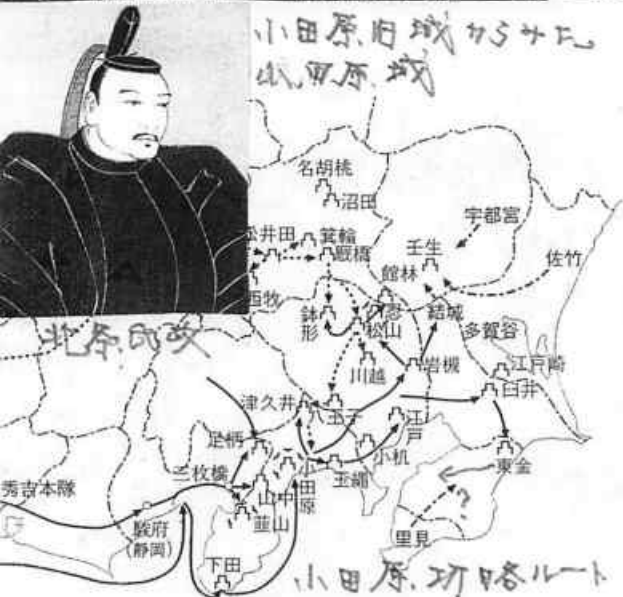 小田原旧城からみた
小田原城
北条氏政
名胡桃
沼田
宇都宮
松井田
箕輪
厩橋
壬生
佐竹
館林
西牧
鉢形
忍
松山
結城
多賀谷
川越
岩槻
江戸崎
臼井
津久井
八王子
江戸
足柄
小机
三枚橋
山中
小田原
玉縄
東金
秀吉本隊
韮山
駿府
(静岡)
里見
?
下田
小田原攻略ルート